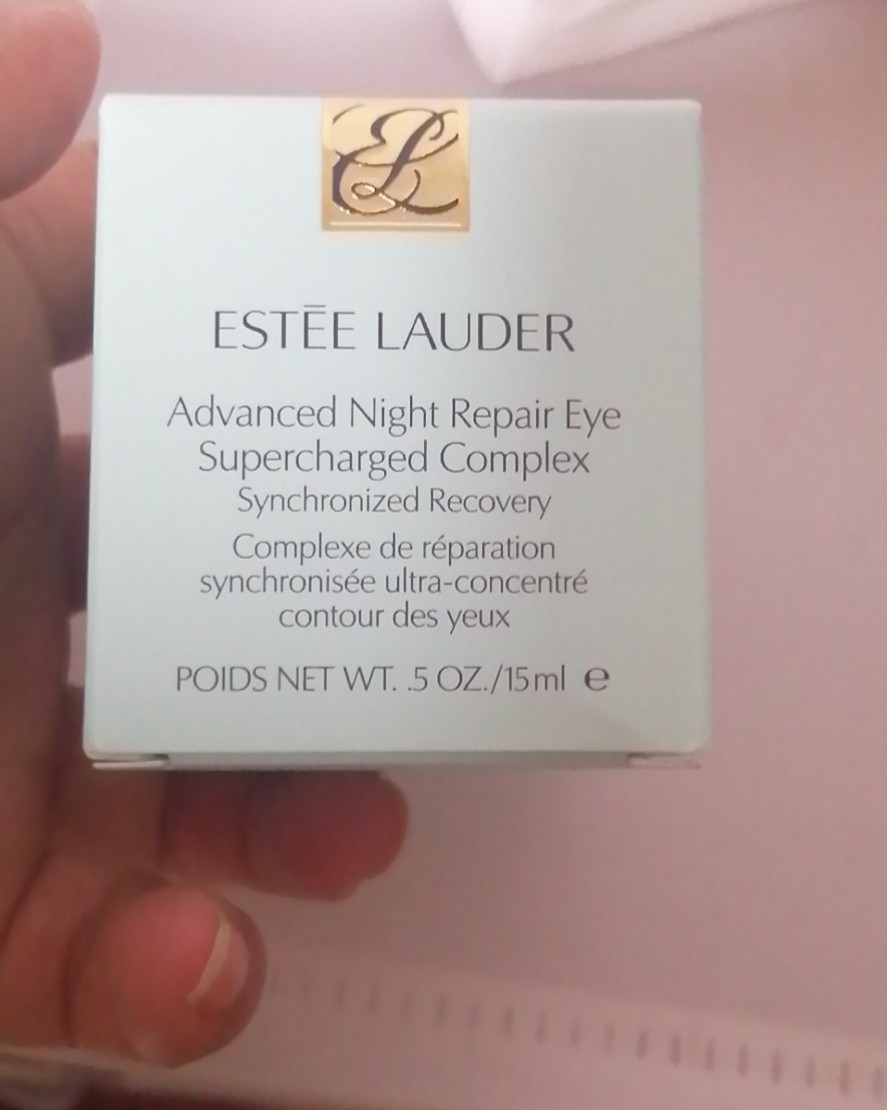 EL
ESTĒE LAUDER
Advanced Night Repair Eye
Supercharged Complex
Synchronized Recovery
Complexe de réparation
synchronisée ultra-concentré
contour des yeux
POIDS NET WT. .5 OZ./15ml e